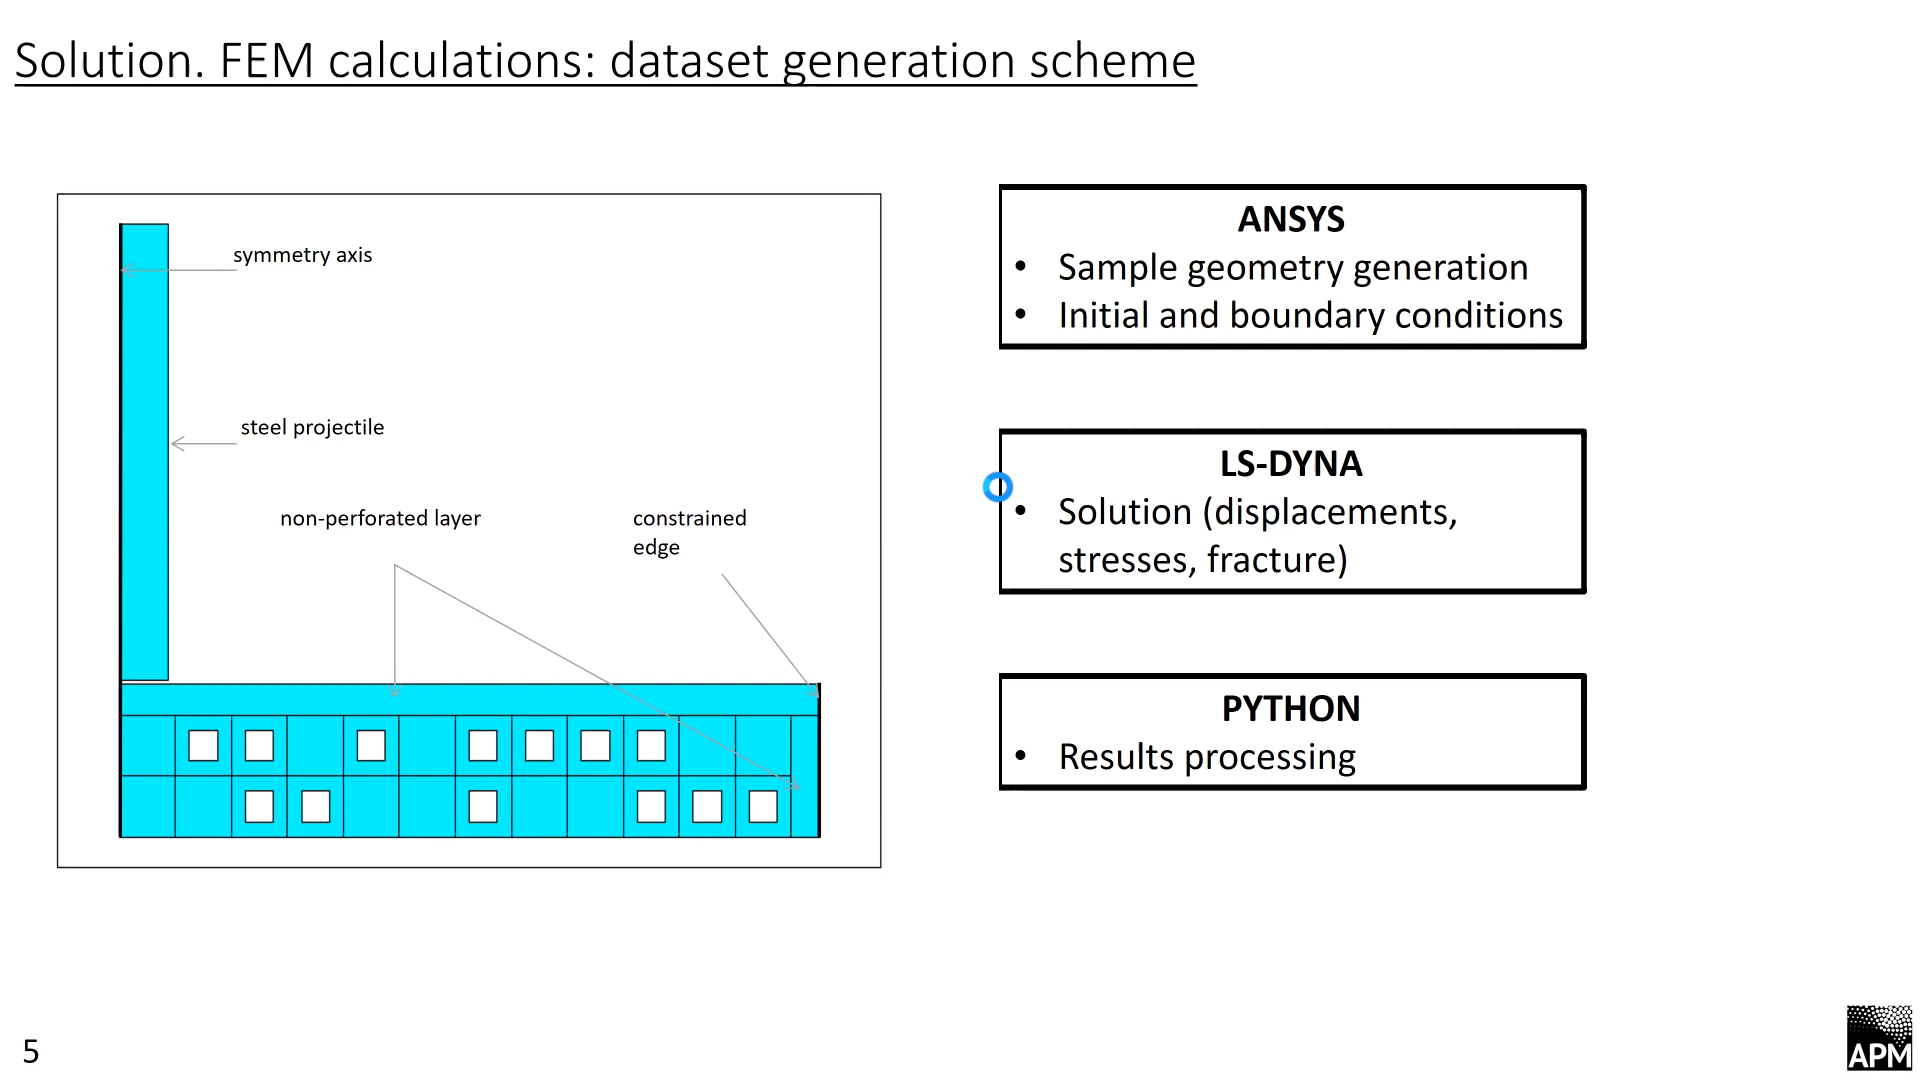 Solution. FEM calculations: dataset generation scheme
symmetry axis
steel projectile
non-perforated layer
constrained
edge
ANSYS
• Sample geometry generation
• Initial and boundary conditions
LS-DYNA
• Solution (displacements,
stresses, fracture)
PYTHON
• Results processing
5
APM